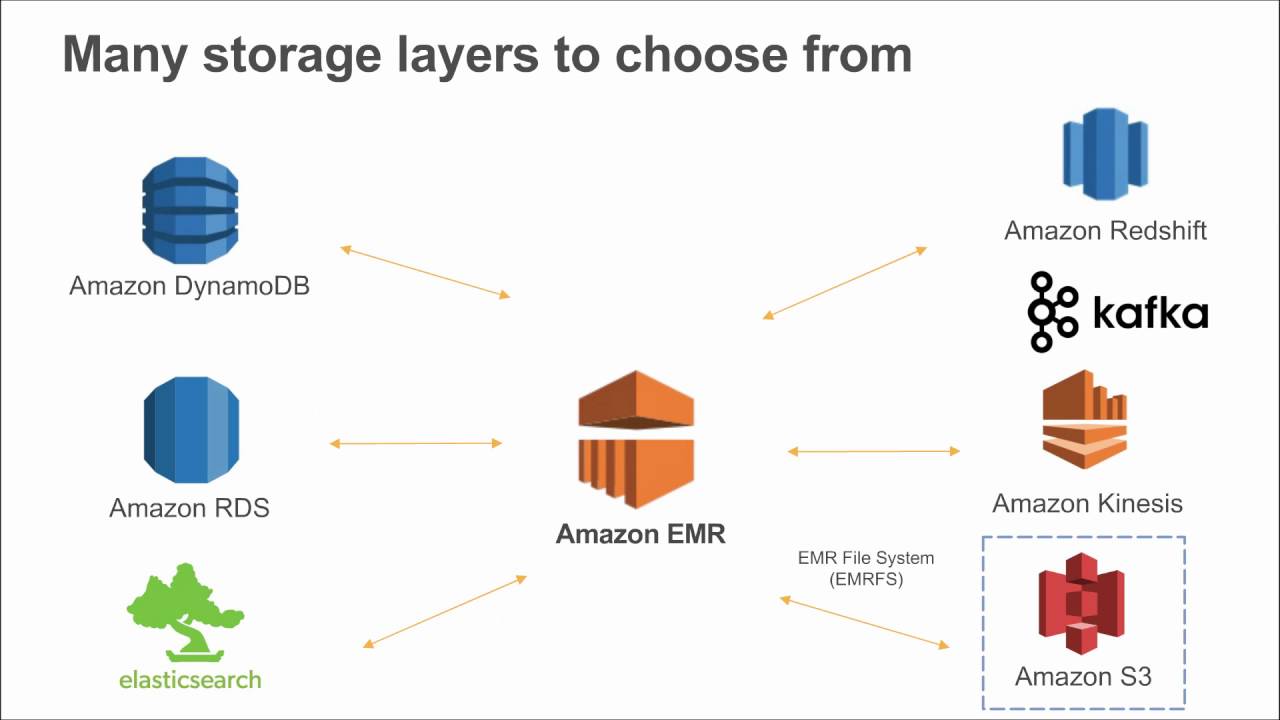 Many storage layers to choose from
Amazon DynamoDB
Amazon Redshift
kafka
Amazon RDS
Amazon EMR
Amazon Kinesis
EMR File System
(EMRFS)
elasticsearch
Amazon S3